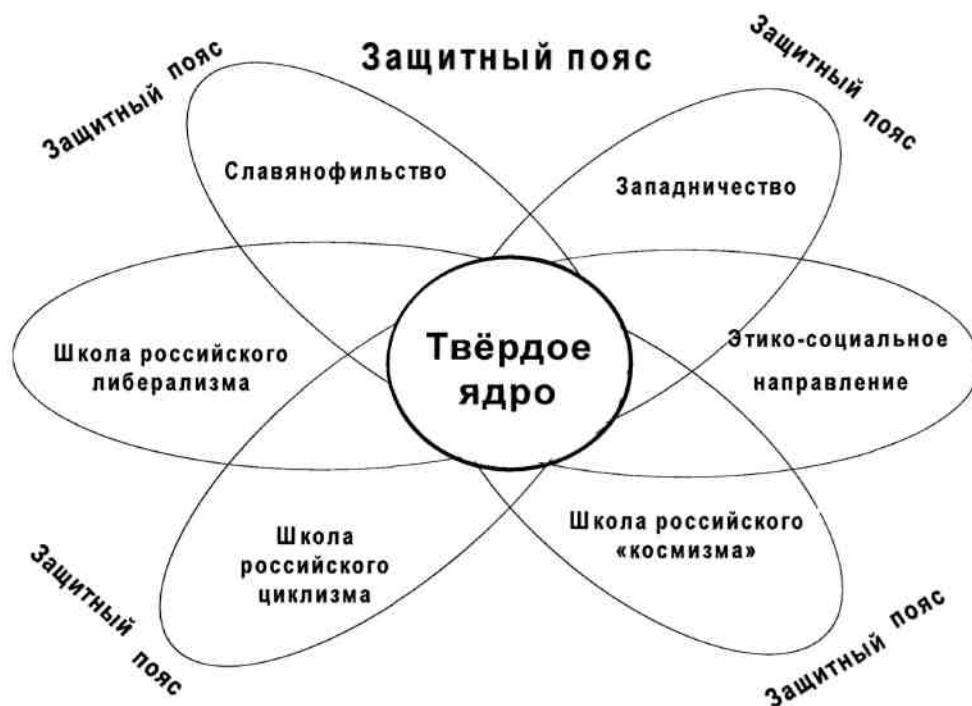 Защитный пояс
Защитный пояс
Защитный пояс
Славянофильство
Западничество
Школа российского
либерализма
Твёрдое
ядро
Этико-социальное
направление
Школа
российского
циклизма
Школа российского
«космизма»
Защитный пояс
Защитный пояс